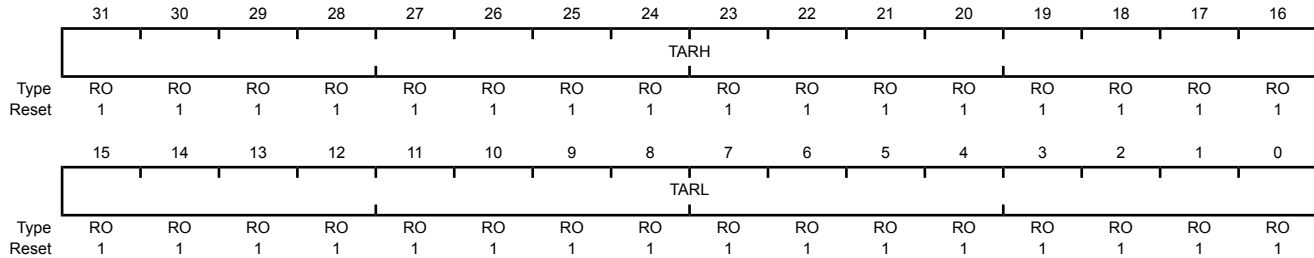 31 30 29 28 27 26 25 24 23 22 21 20 19 18 17 16
TARH
Type RO RO RO RO RO RO RO RO RO RO RO RO RO RO RO RO
Reset 1 1 1 1 1 1 1 1 1 1 1 1 1 1 1 1
15 14 13 12 11 10 9 8 7 6 5 4 3 2 1 0
TARL
Type RO RO RO RO RO RO RO RO RO RO RO RO RO RO RO RO
Reset 1 1 1 1 1 1 1 1 1 1 1 1 1 1 1 1